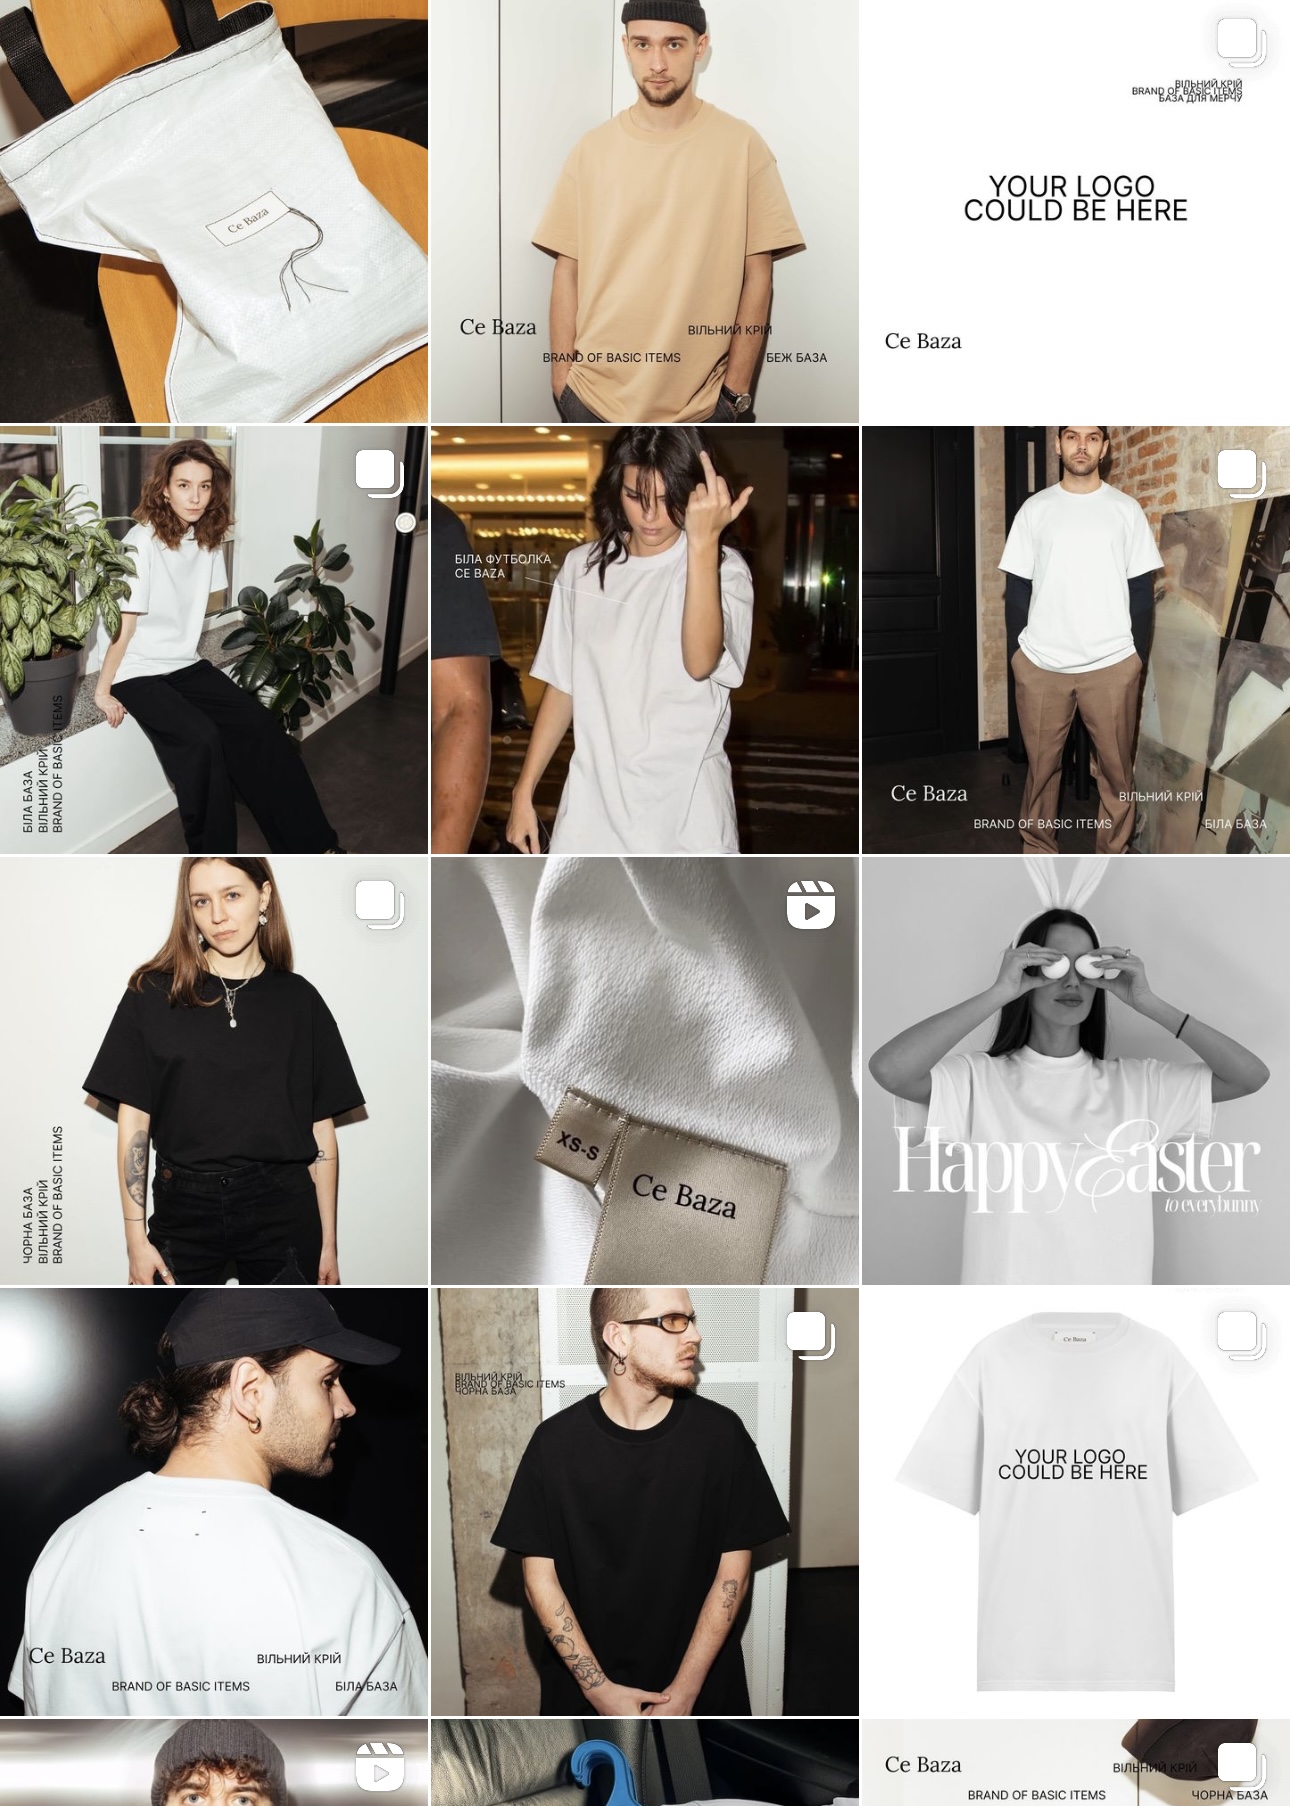 Ce Baza
Ce Baza
ВІЛЬНИЙ КРІЙ
BRAND OF BASIC ITEMS
БЕЖ БАЗА
ВІЛЬНИЙ КРІЙ
BRAND OF BASIC ITEMS
БАЗА ДЛЯ МЕРЧУ
YOUR LOGO
COULD BE HERE
Ce Baza
БІЛА БАЗА
ВІЛЬНИЙ КРІЙ
BRAND OF BASIC ITEMS
БІЛА ФУТБОЛКА
CE BAZA
Ce Baza
ВІЛЬНИЙ КРІЙ
BRAND OF BASIC ITEMS
БІЛА БАЗА
ЧОРНА БАЗА
ВІЛЬНИЙ КРІЙ
BRAND OF BASIC ITEMS
XS-S
Ce Baza
Happy Easter
to everybunny
Ce Baza
ВІЛЬНИЙ КРІЙ
BRAND OF BASIC ITEMS
БІЛА БАЗА
ВІЛЬНИЙ КРІЙ
BRAND OF BASIC ITEMS
ЧОРНА БАЗА
Ce Baza
YOUR LOGO
COULD BE HERE
Ce Baza
ВІЛЬНИЙ КРІЙ
BRAND OF BASIC ITEMS
ЧОРНА БАЗА